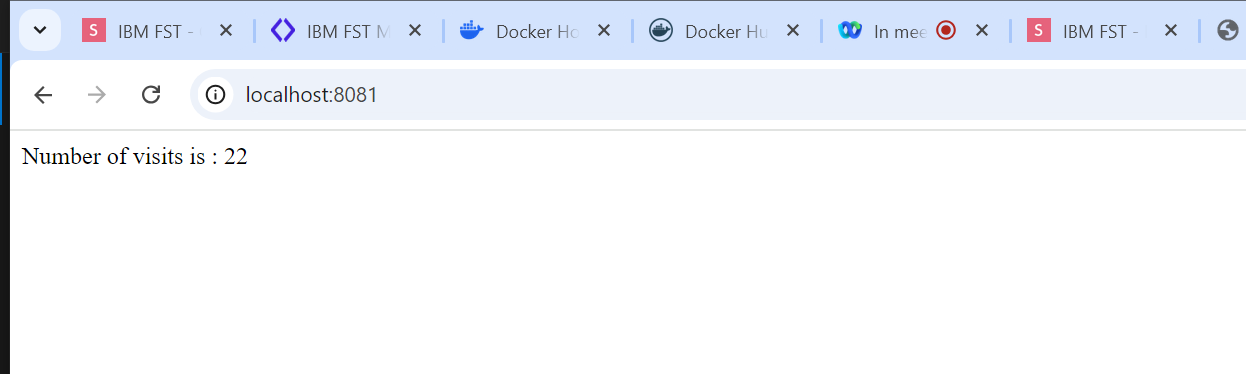 S IBM FST - IBM FST M Docker Ho Docker Hu In mee S IBM FST -
localhost:8081
Number of visits is : 22